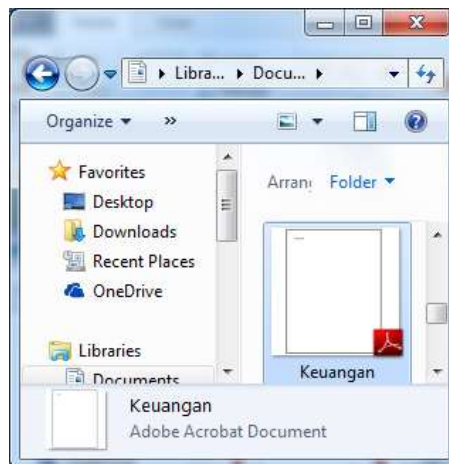 Libra... Docu...
Organize »
Favorites
Desktop
Downloads
Recent Places
OneDrive
Libraries
Documents
Arran Folder
Keuangan
Keuangan
Adobe Acrobat Document